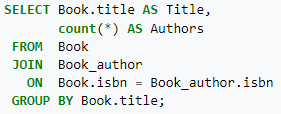 SELECT Book.title AS Title,
count(*) AS Authors
FROM Book
JOIN Book_author
ON Book.isbn = Book_author.isbn
GROUP BY Book.title;